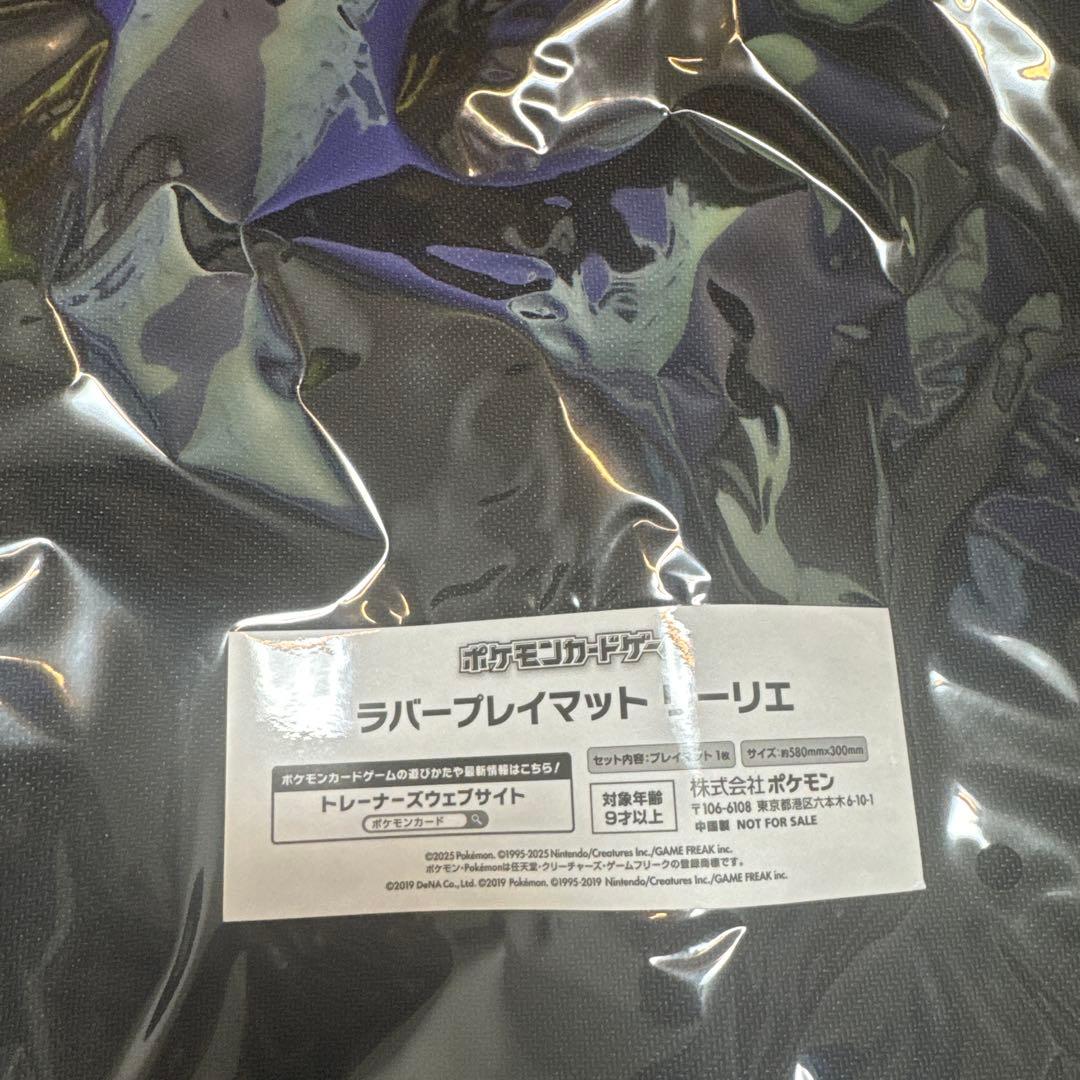 ポケモンカードゲー
ラバープレイマット リーリエ
セット内容:プレイマット 1枚
サイズ:約580mm×300mm
ポケモンカードゲームの遊びかたや最新情報はこちら!
トレーナーズウェブサイト
ポケモンカード
対象年齢
9才以上
株式会社ポケモン
〒106-6108 東京都港区六本木6-10-1
中国製 NOT FOR SALE
©2025 Pokémon. ©1995-2025 Nintendo/Creatures Inc./GAME FREAK inc.
ポケモン・Pokémonは任天堂・クリーチャーズ・ゲームフリークの登録商標です。
©2019 DeNA Co., Ltd. ©2019 Pokémon. ©1995-2019 Nintendo/Creatures Inc./GAME FREAK inc.